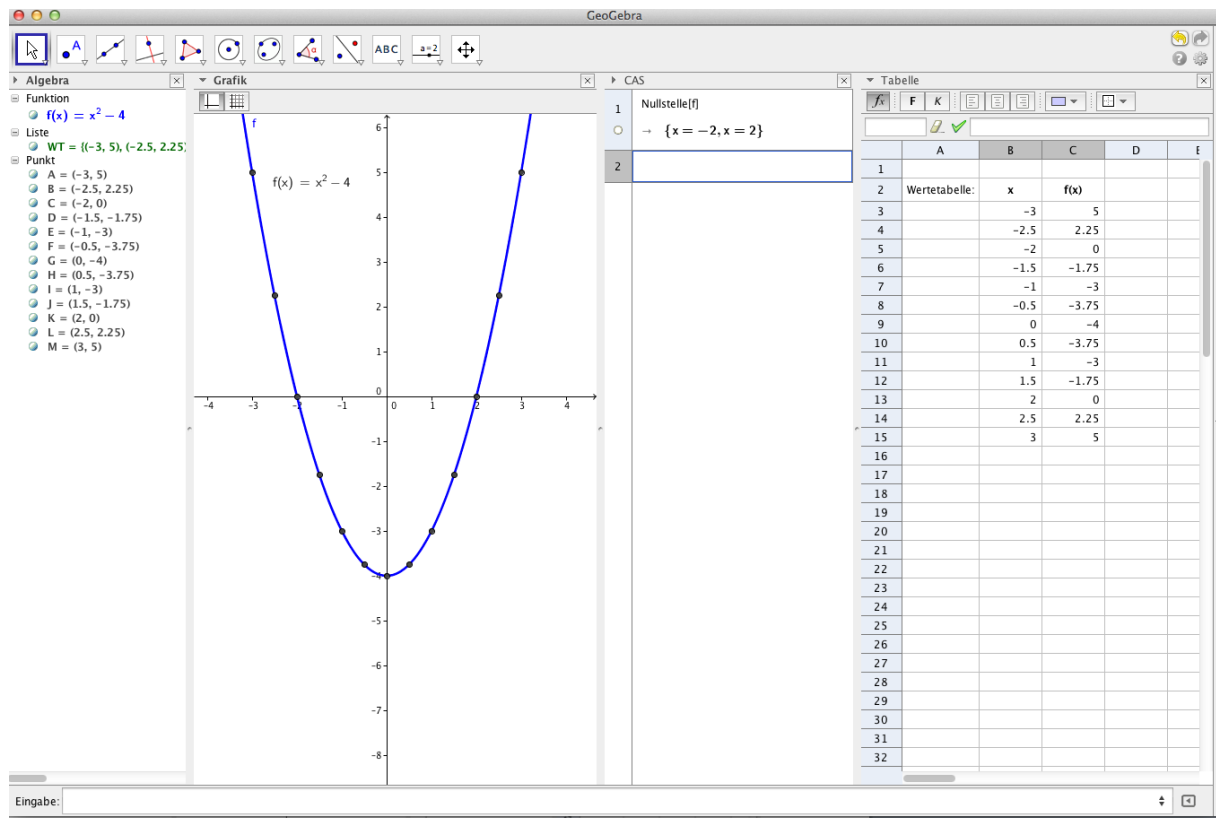 GeoGebra
A
α
ABC
a=2
Algebra
Grafik
CAS
Tabelle
Funktion
f(x) = x² − 4
Liste
WT = {(−3, 5), (−2.5, 2.25)
Punkt
A = (−3, 5)
B = (−2.5, 2.25)
C = (−2, 0)
D = (−1.5, −1.75)
E = (−1, −3)
F = (−0.5, −3.75)
G = (0, −4)
H = (0.5, −3.75)
I = (1, −3)
J = (1.5, −1.75)
K = (2, 0)
L = (2.5, 2.25)
M = (3, 5)
f
f(x) = x² − 4
6
5
4
3
2
1
0
−1
−2
−3
−4
−5
−6
−7
−8
−4 −3 −2 −1 0 1 2 3 4
1 Nullstelle[f]
→ {x = −2, x = 2}
2
fx F K
A B C D E
1
2 Wertetabelle: x f(x)
3 −3 5
4 −2.5 2.25
5 −2 0
6 −1.5 −1.75
7 −1 −3
8 −0.5 −3.75
9 0 −4
10 0.5 −3.75
11 1 −3
12 1.5 −1.75
13 2 0
14 2.5 2.25
15 3 5
16
17
18
19
20
21
22
23
24
25
26
27
28
29
30
31
32
Eingabe: